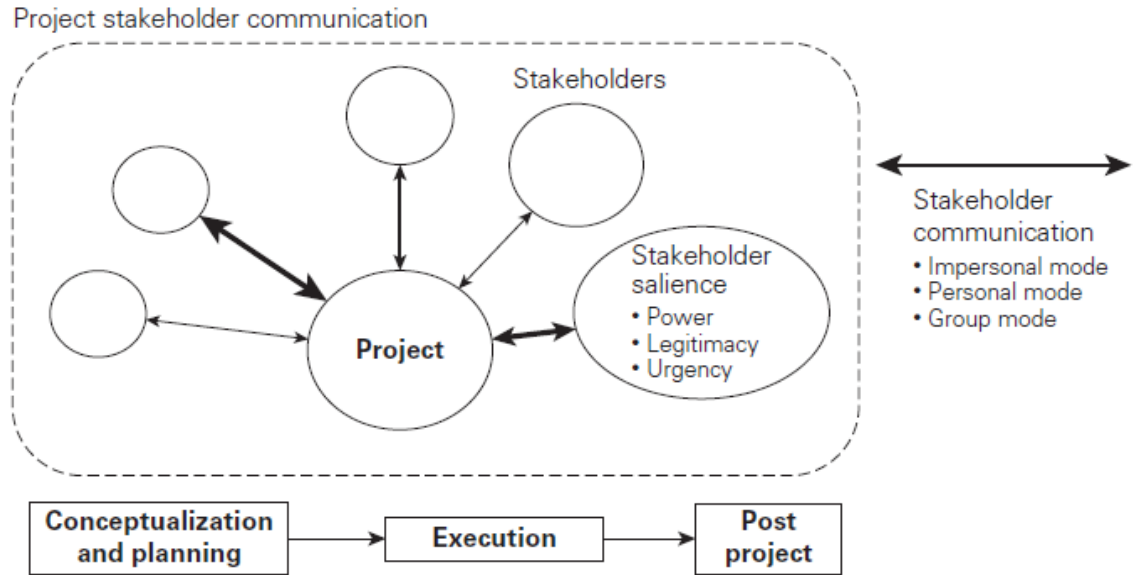 Project stakeholder communication
Stakeholders
Stakeholder
salience
• Power
• Legitimacy
• Urgency
Project
Stakeholder
communication
• Impersonal mode
• Personal mode
• Group mode
Conceptualization
and planning
Execution
Post
project